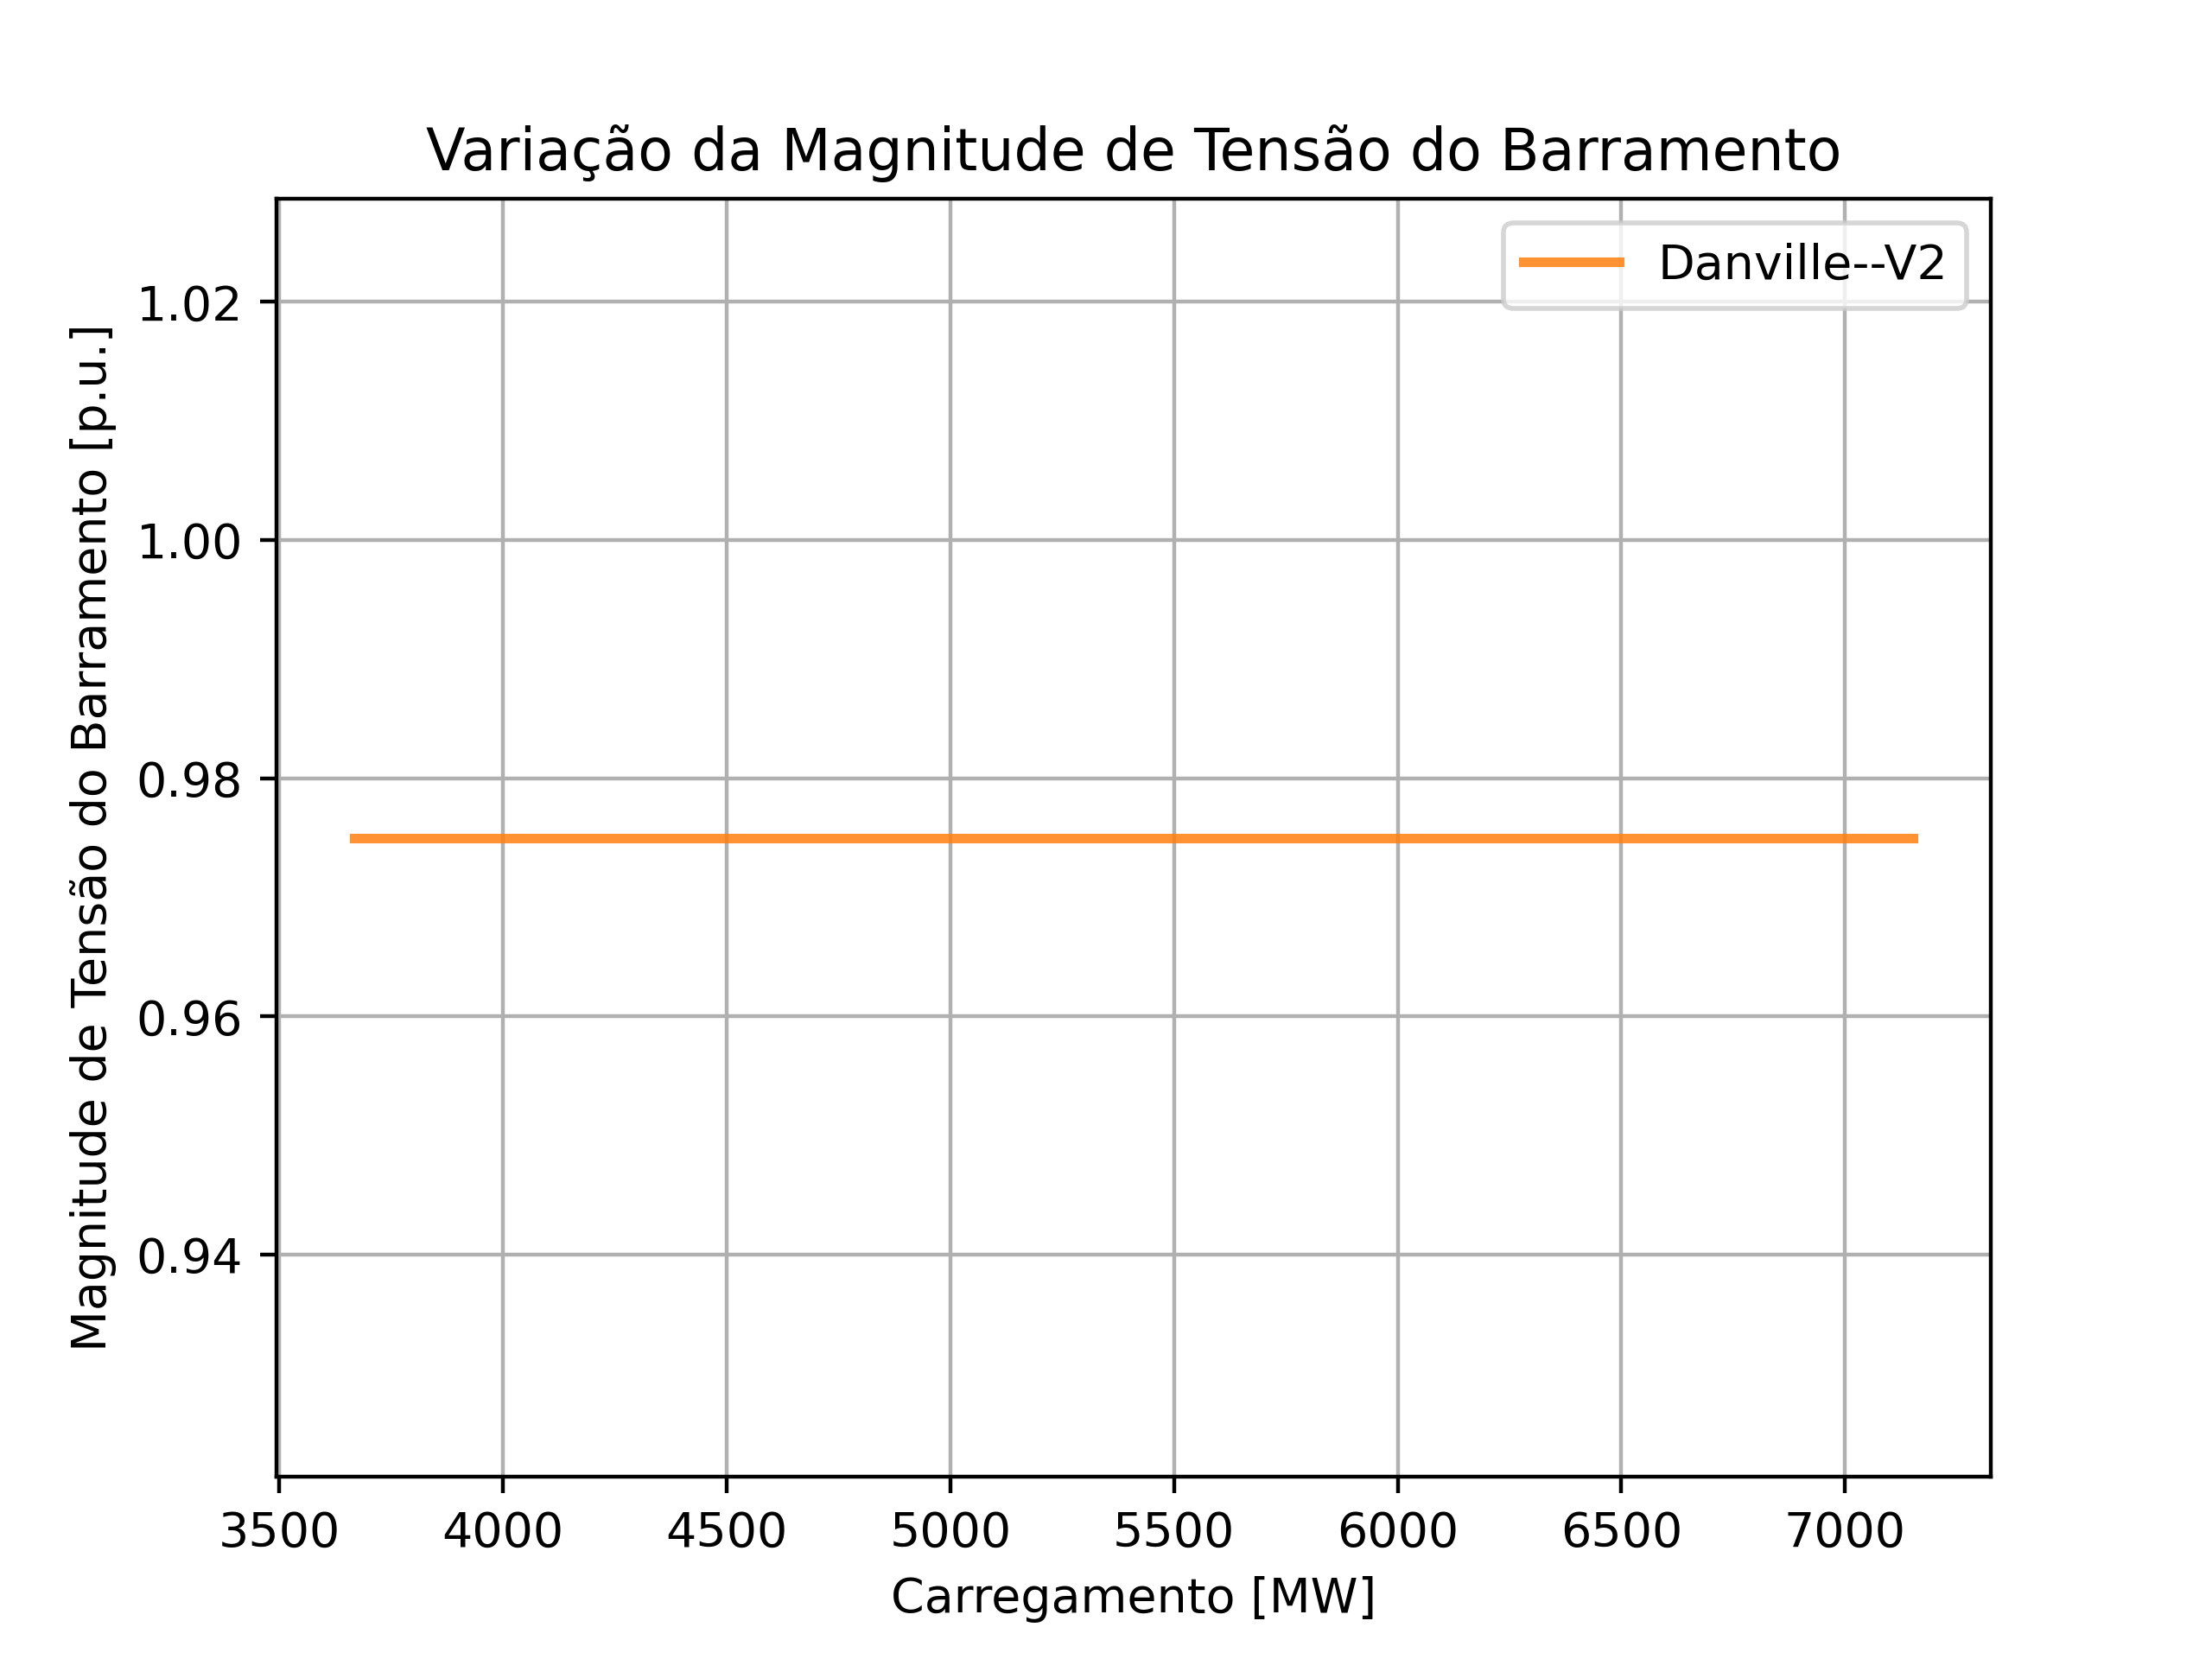 Variação da Magnitude de Tensão do Barramento
Danville--V2
Magnitude de Tensão do Barramento [p.u.]
1.02
1.00
0.98
0.96
0.94
3500 4000 4500 5000 5500 6000 6500 7000
Carregamento [MW]